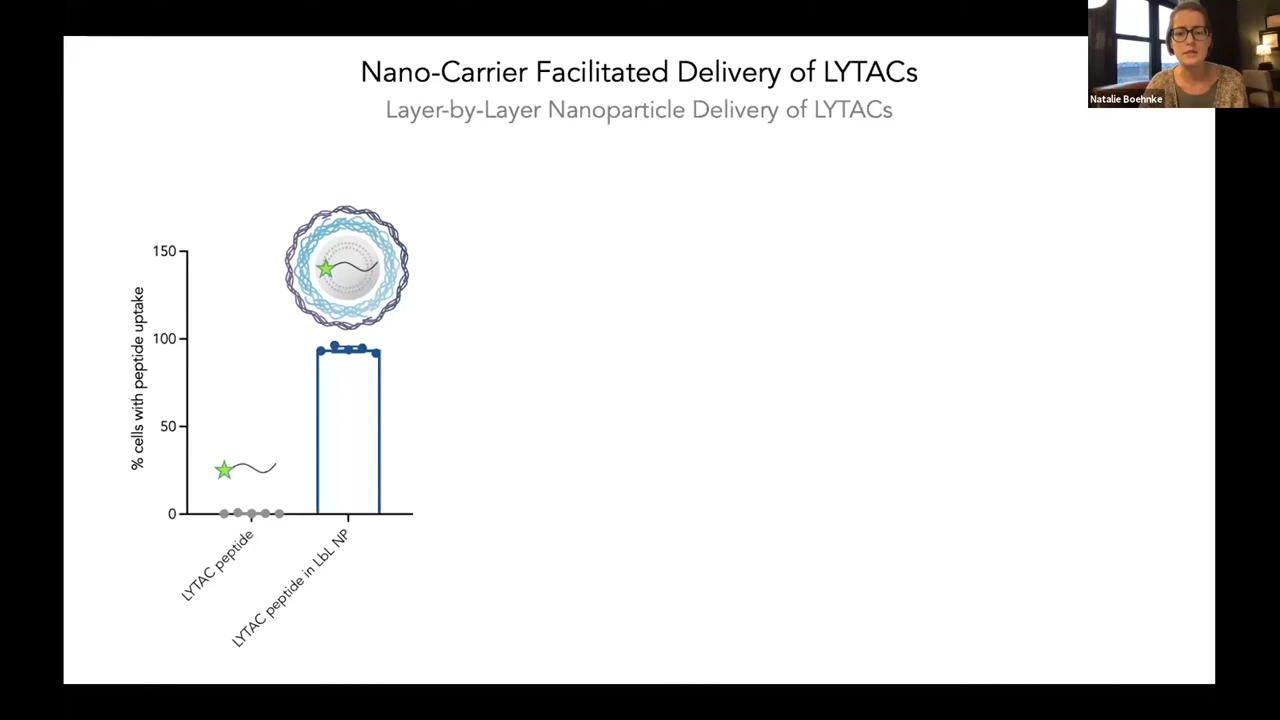 Nano-Carrier Facilitated Delivery of LYTACs
Layer-by-Layer Nanoparticle Delivery of LYTACs
Natalie Boehnke
% cells with peptide uptake
150
100
50
0
LYTAC peptide
LYTAC peptide in LbL NP